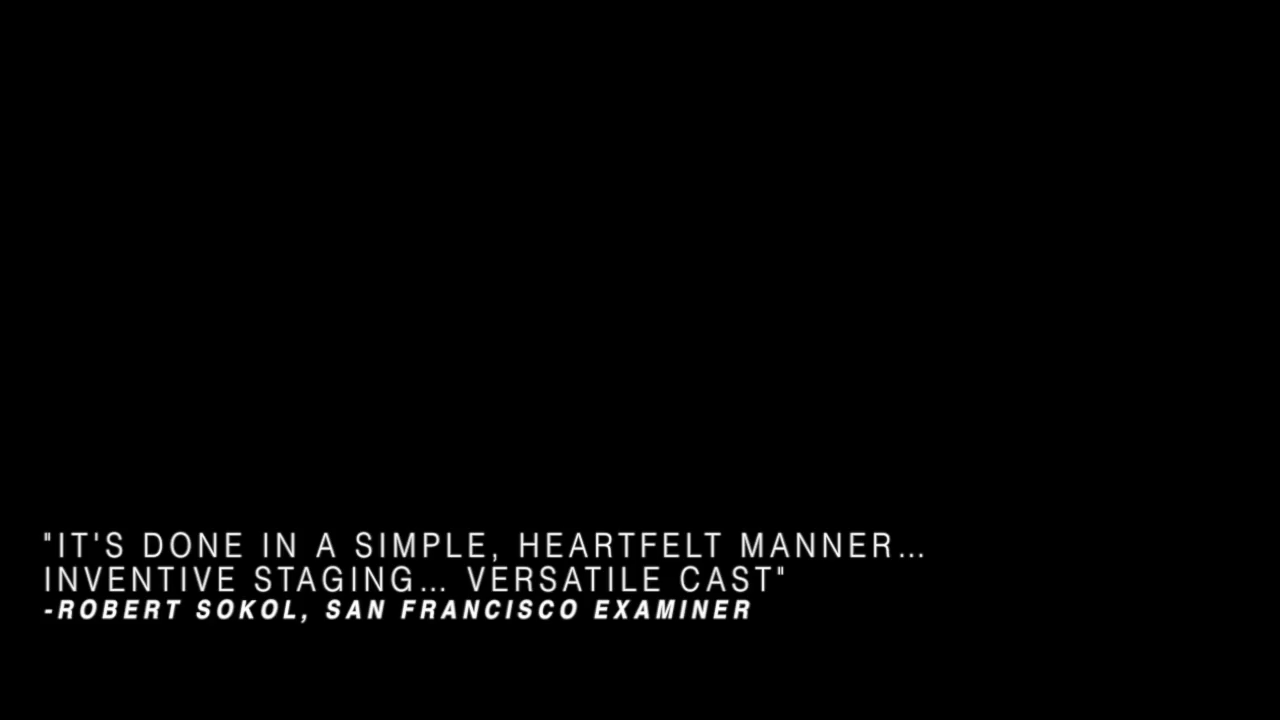 "IT'S DONE IN A SIMPLE, HEARTFELT MANNER...
INVENTIVE STAGING... VERSATILE CAST"
-ROBERT SOKOL, SAN FRANCISCO EXAMINER